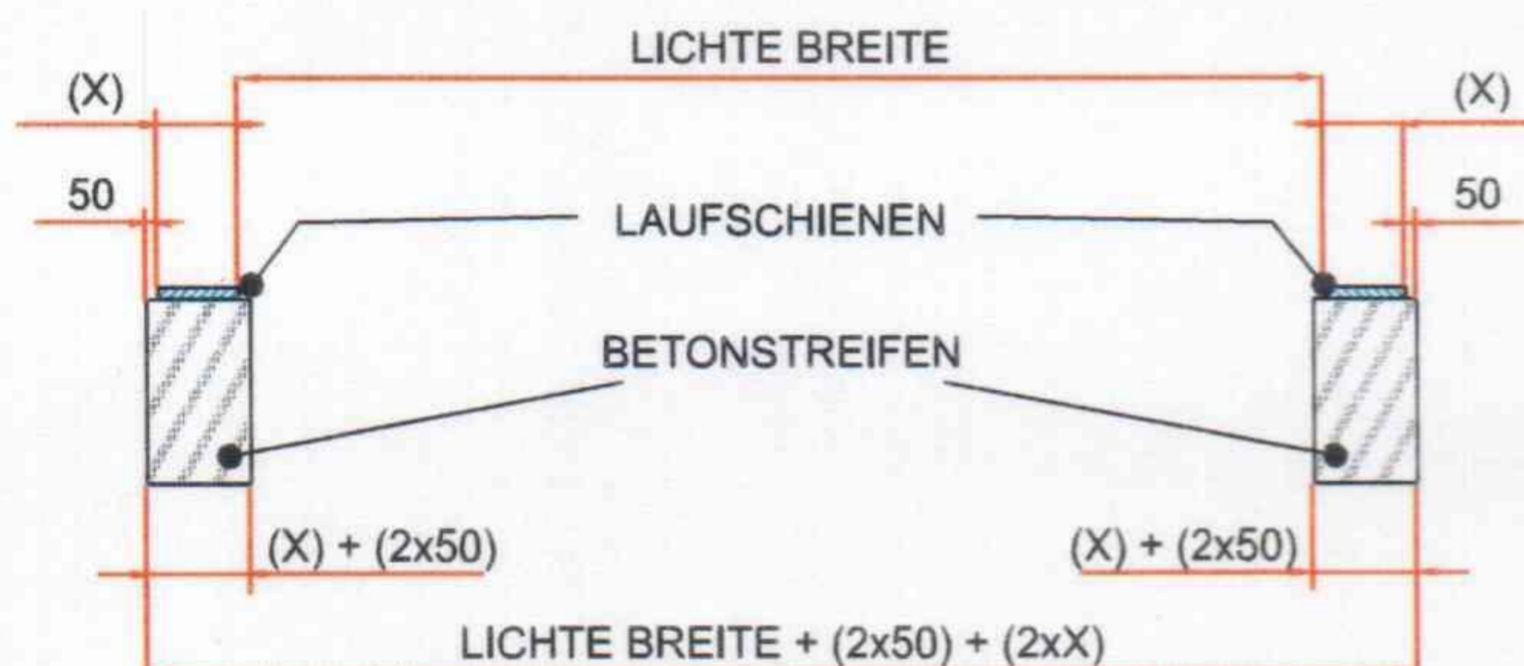 LICHTE BREITE
(X) (X)
50 50
LAUFSCHIENEN
BETONSTREIFEN
(X) + (2x50) (X) + (2x50)
LICHTE BREITE + (2x50) + (2xX)